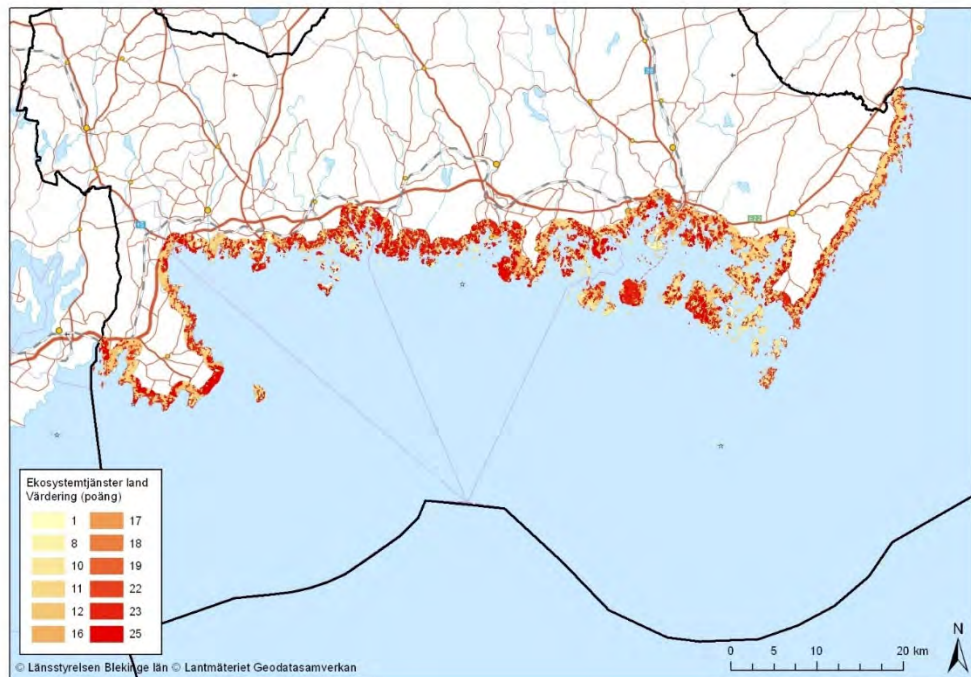 Ekosystemtjänster land
Värdering (poäng)
1
8
10
11
12
16
17
18
19
22
23
25
N
0 5 10 20 km
© Länsstyrelsen Blekinge län © Lantmäteriet Geodatasamverkan